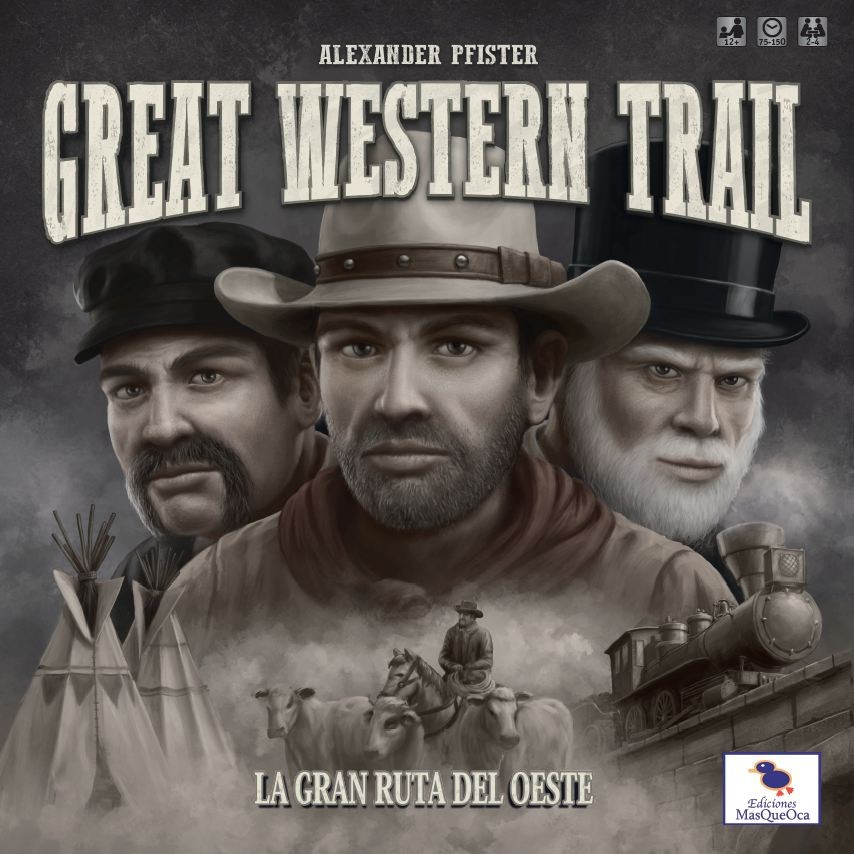 12+ 75-150 2-4
ALEXANDER PFISTER
GREAT WESTERN TRAIL
LA GRAN RUTA DEL OESTE
Ediciones
MasQueOca